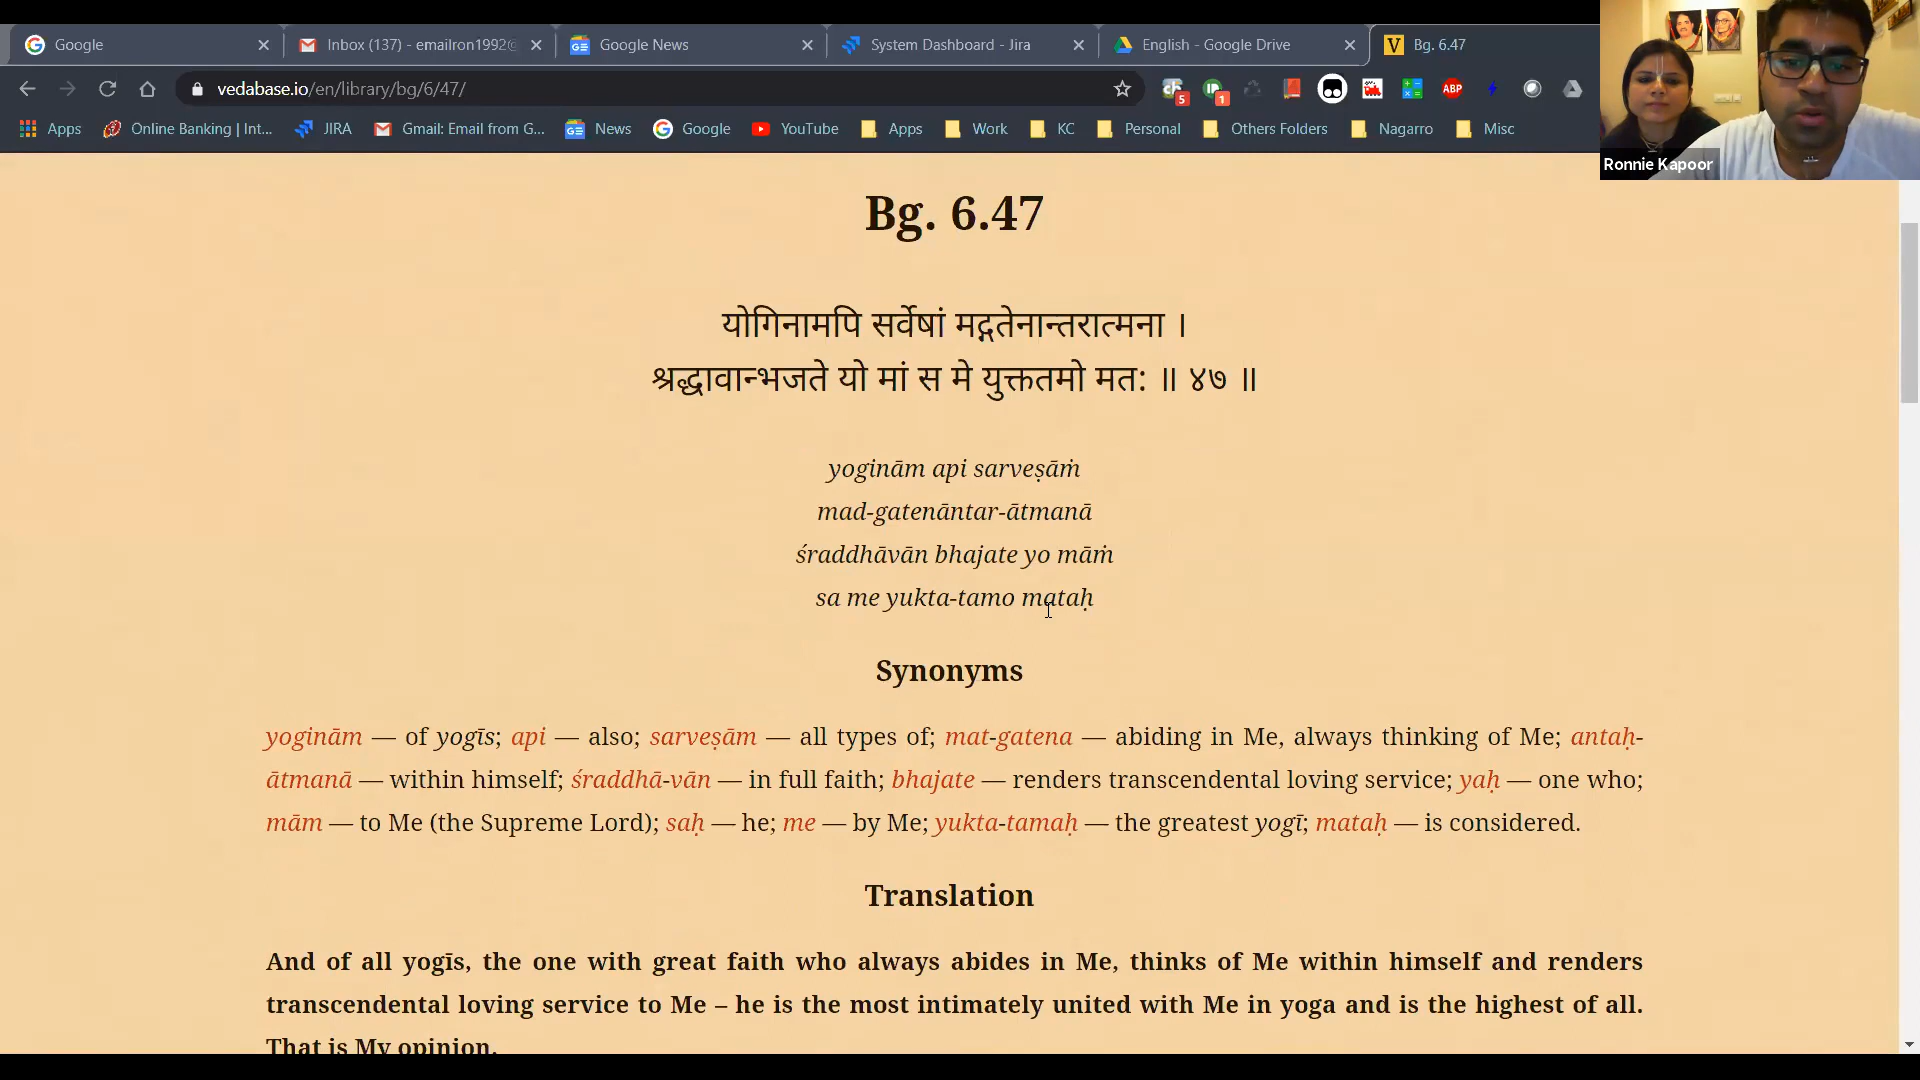 Google
Inbox (137) - emailron1992@
Google News
System Dashboard - Jira
English - Google Drive
Bg. 6.47
vedabase.io/en/library/bg/6/47/
5
1
ABP
Apps
Online Banking | Int...
JIRA
Gmail: Email from G...
News
Google
YouTube
Apps
Work
KC
Personal
Others Folders
Nagarro
Misc
Ronnie Kapoor
Bg. 6.47
योगिनामपि सर्वेषां मद्ग‍तेनान्तरात्मना ।
श्रद्धावान्भजते यो मां स मे युक्ततमो मत: ॥ ४७ ॥
yoginām api sarveṣāṁ
mad-gatenāntar-ātmanā
śraddhāvān bhajate yo māṁ
sa me yukta-tamo mataḥ
Synonyms
yoginām — of yogīs; api — also; sarveṣām — all types of; mat-gatena — abiding in Me, always thinking of Me; antaḥ-
ātmanā — within himself; śraddhā-vān — in full faith; bhajate — renders transcendental loving service; yaḥ — one who;
mām — to Me (the Supreme Lord); saḥ — he; me — by Me; yukta-tamaḥ — the greatest yogī; mataḥ — is considered.
Translation
And of all yogīs, the one with great faith who always abides in Me, thinks of Me within himself and renders
transcendental loving service to Me – he is the most intimately united with Me in yoga and is the highest of all.
That is My opinion.